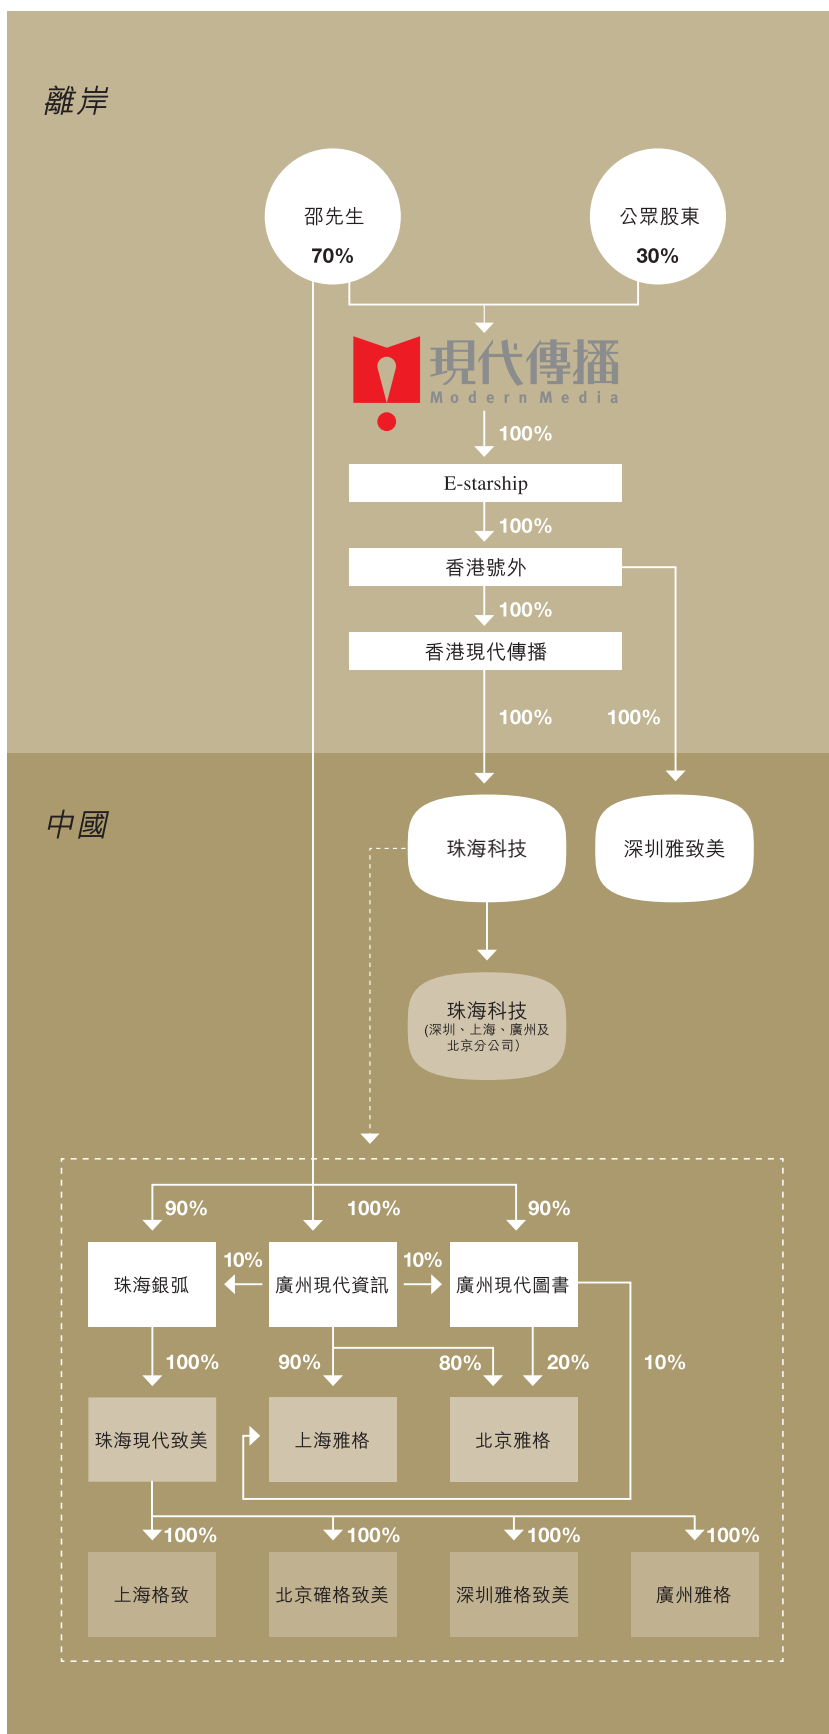 離岸
邵先生
70%
公眾股東
30%
現代傳播
Modern Media
100%
E-starship
100%
香港號外
100%
香港現代傳播
100%
100%
中國
珠海科技
深圳雅致美
珠海科技
(深圳、上海、廣州及
北京分公司)
90%
100%
90%
珠海銀弧
10%
廣州現代資訊
10%
廣州現代圖書
100%
90%
80%
20%
10%
珠海現代致美
上海雅格
北京雅格
100%
100%
100%
100%
上海格致
北京確格致美
深圳雅格致美
廣州雅格